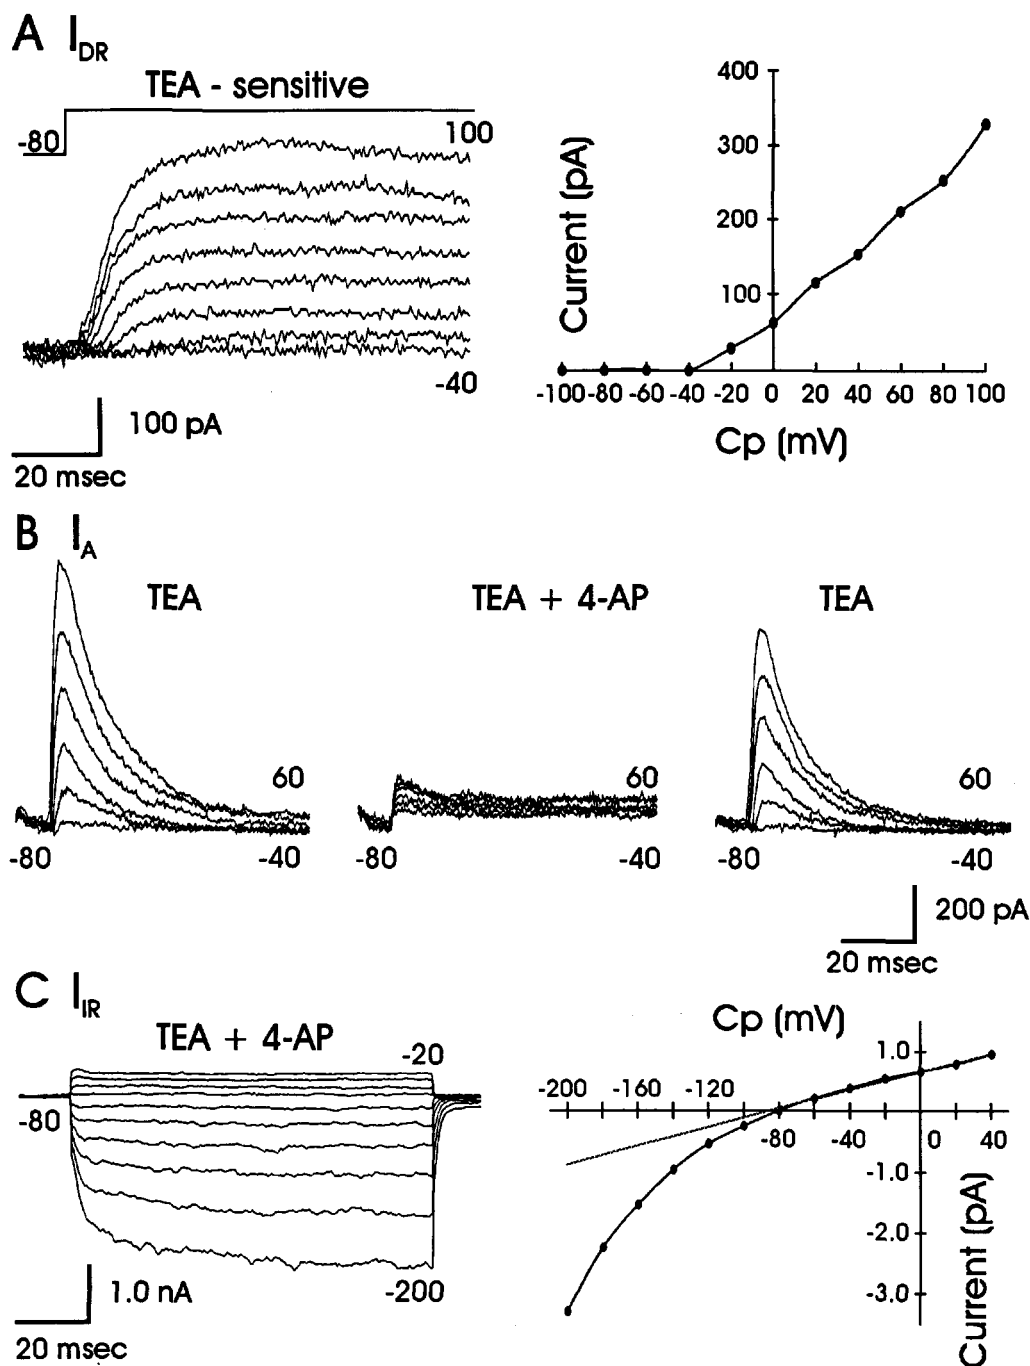 A I_DR
TEA - sensitive
-80
100
-40
100 pA
20 msec
400
300
200
100
Current (pA)
-100 -80 -60 -40 -20 0 20 40 60 80 100
Cp (mV)
B I_A
TEA
60
-80
-40
TEA + 4-AP
60
-80
-40
TEA
60
-80
-40
200 pA
20 msec
C I_IR
TEA + 4-AP
-20
-80
-200
1.0 nA
20 msec
Cp (mV)
1.0
-200 -160 -120
-80 -40 0 40
-1.0
-2.0
-3.0
Current (pA)